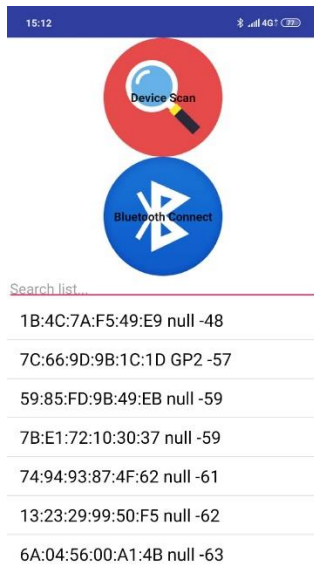 15:12 4G 77
Device Scan
Bluetooth Connect
Search list...
1B:4C:7A:F5:49:E9 null -48
7C:66:9D:9B:1C:1D GP2 -57
59:85:FD:9B:49:EB null -59
7B:E1:72:10:30:37 null -59
74:94:93:87:4F:62 null -61
13:23:29:99:50:F5 null -62
6A:04:56:00:A1:4B null -63